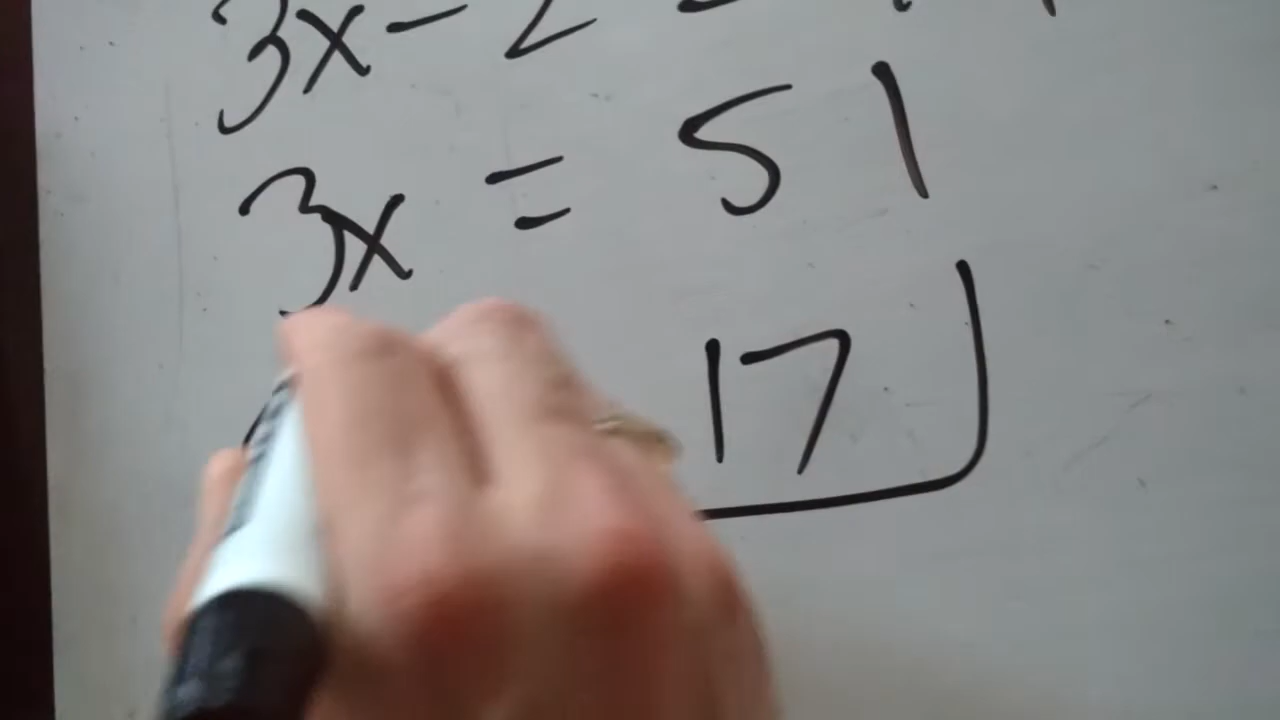 3x - 2 =
3x = 51
17